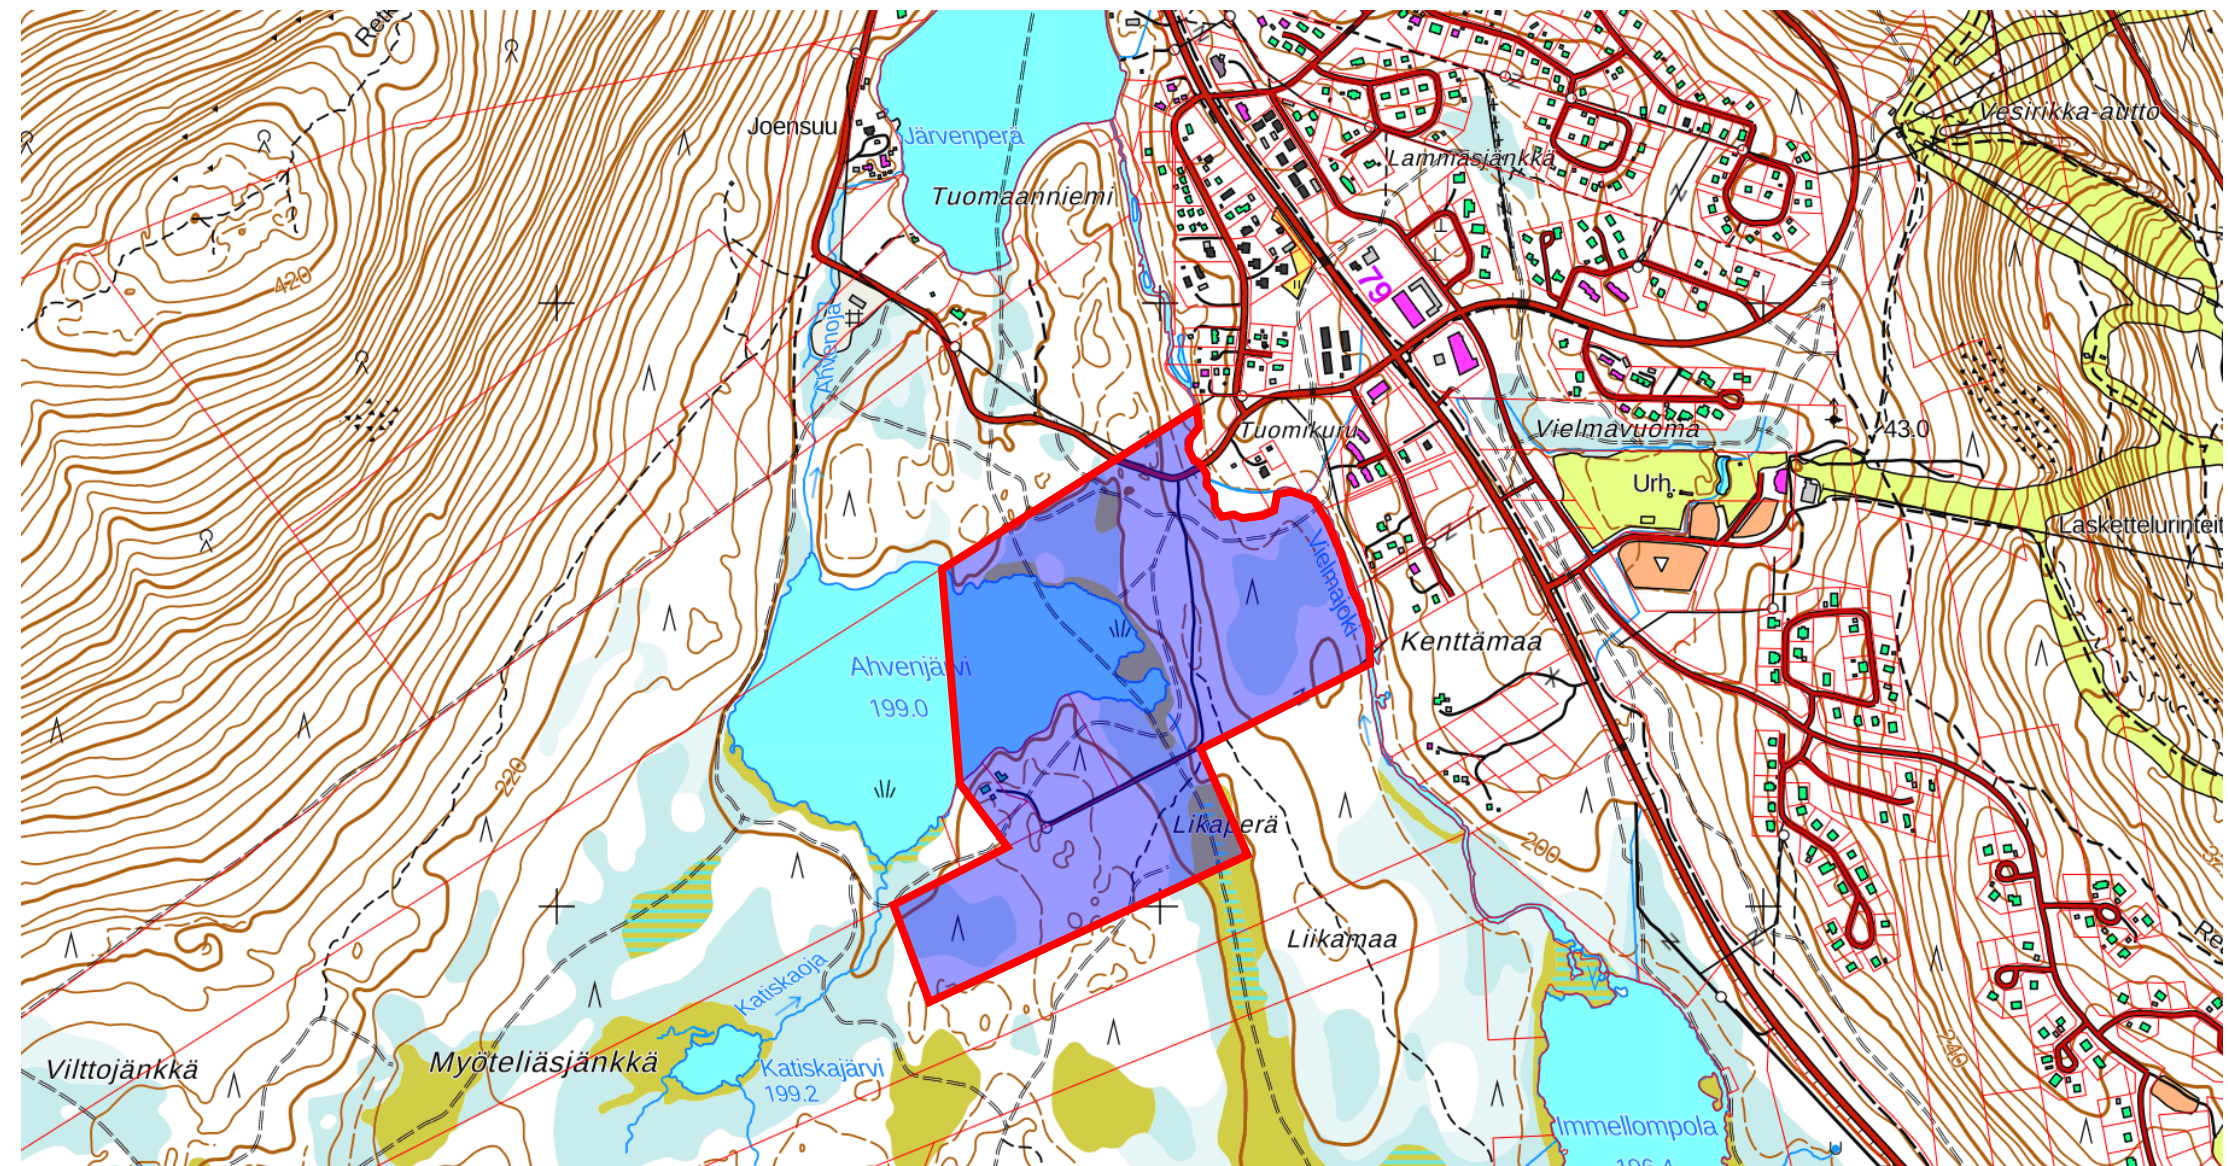 Joensuu
Järvenperä
Tuomaanniemi
Lammasjänkkä
Vesirikka-autto
420
79
Ahvenoja
Tuomikuru
Vielmavuoma
43.0
Urh.
Laskettelurinteit
Vielmajoki
Kenttämaa
Ahvenjärvi
199.0
220
Likaperä
200
Liikamaa
Katiskaoja
Vilttojänkkä
Myöteliäsjänkkä
Katiskajärvi
199.2
240
Immellompola